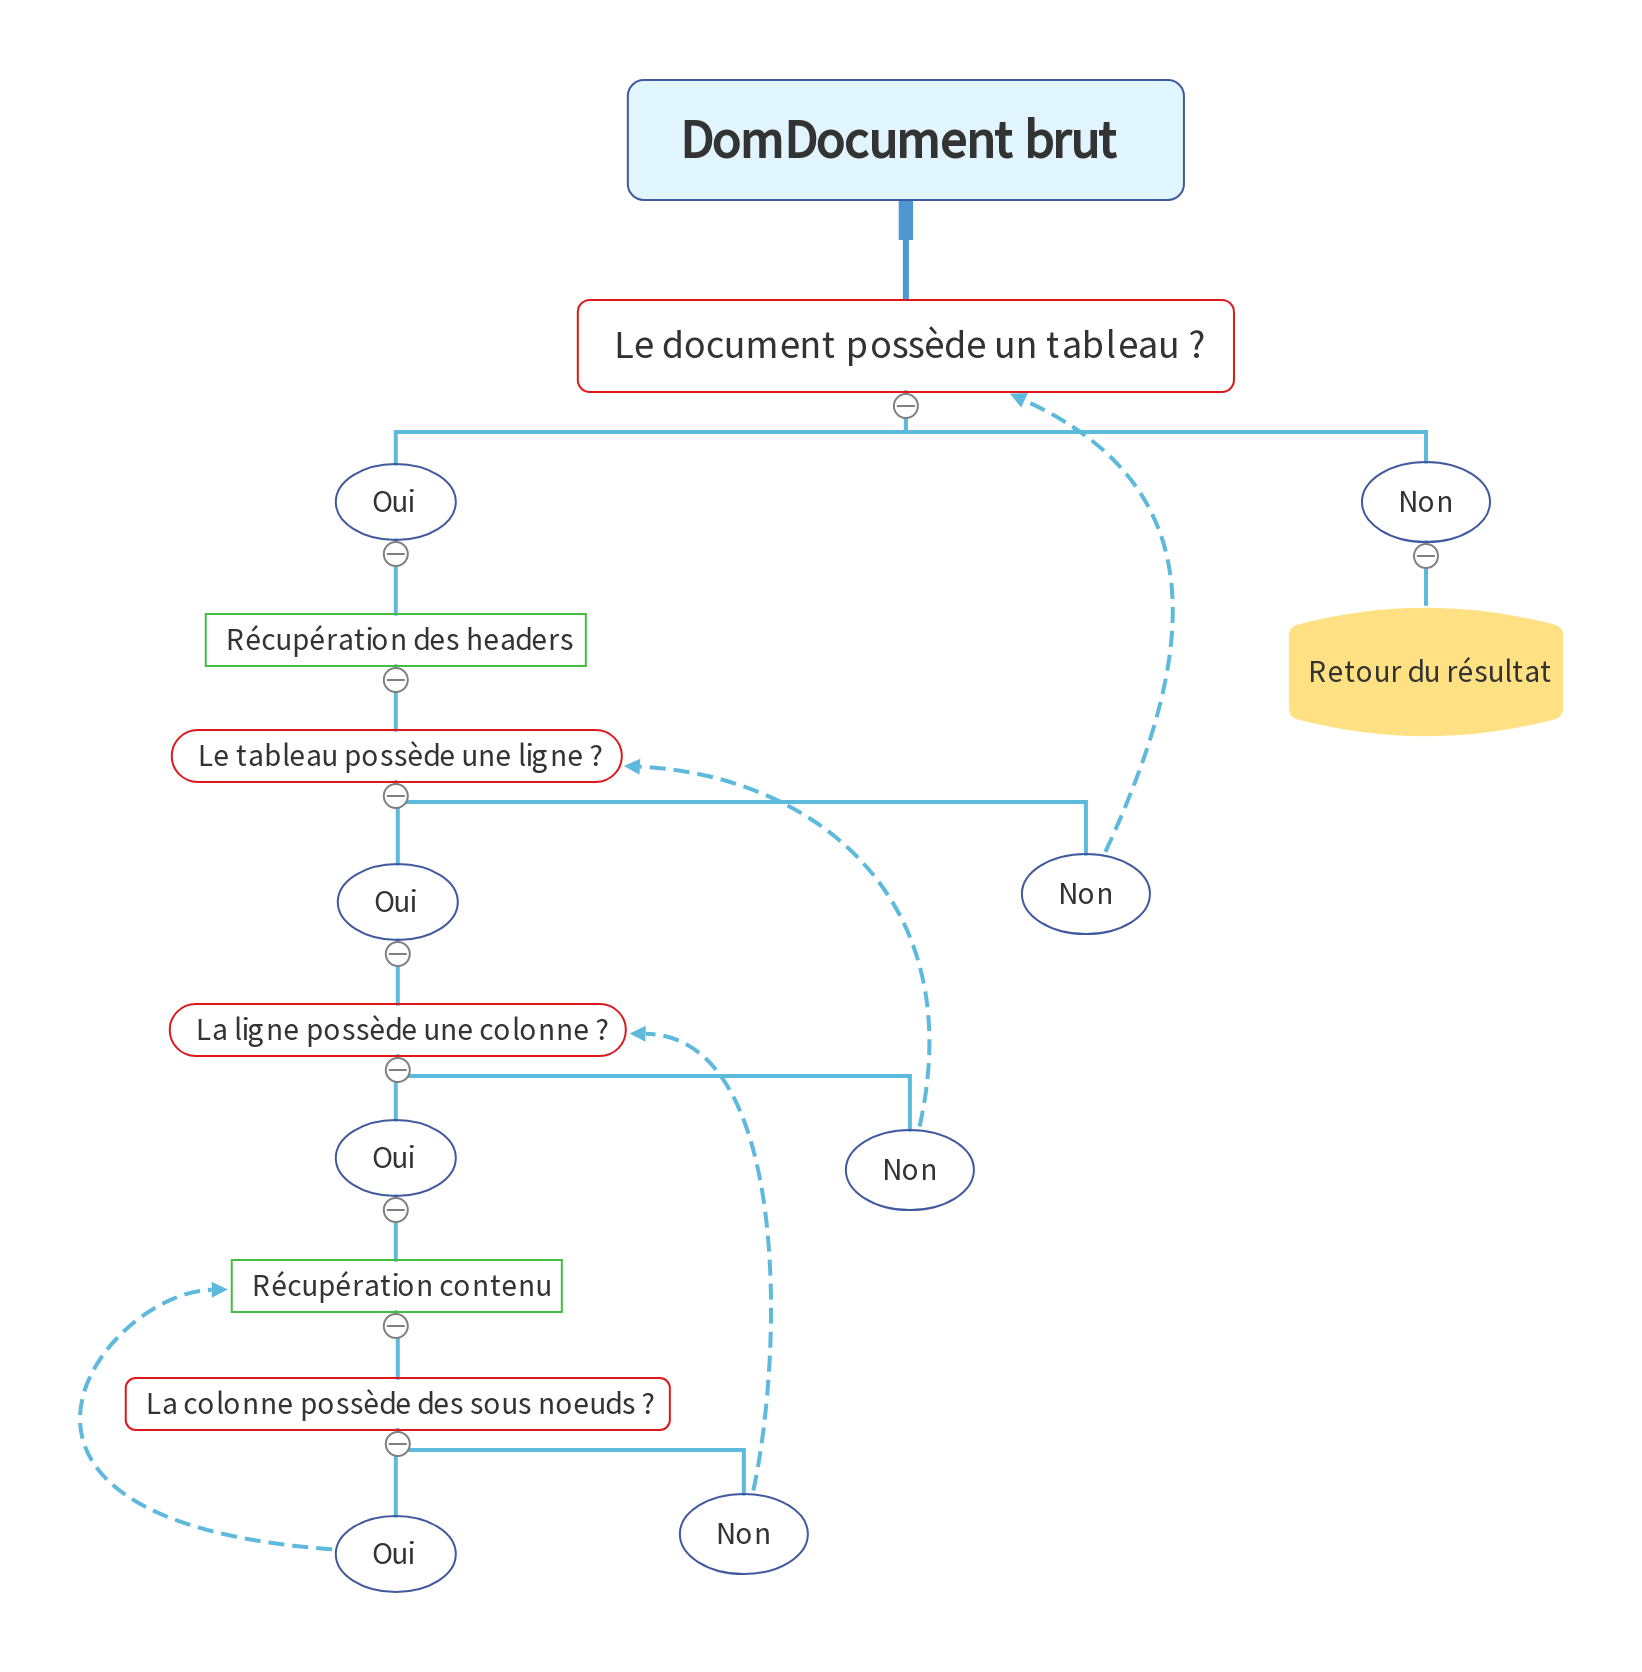 DomDocument brut
Le document possède un tableau ?
Oui
Non
Récupération des headers
Retour du résultat
Le tableau possède une ligne ?
Oui
Non
La ligne possède une colonne ?
Oui
Non
Récupération contenu
La colonne possède des sous noeuds ?
Oui
Non